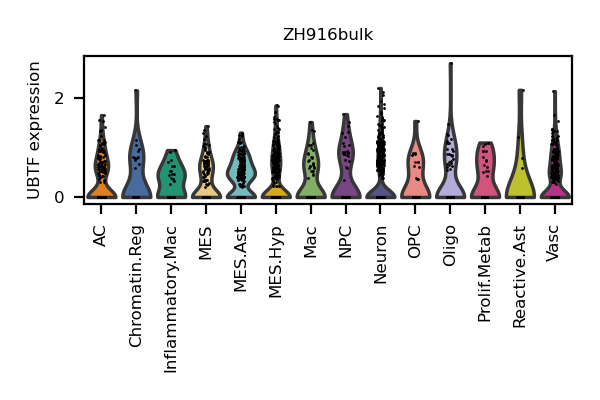 ZH916bulk
UBTF expression
2
0
AC
Chromatin.Reg
Inflammatory.Mac
MES
MES.Ast
MES.Hyp
Mac
NPC
Neuron
OPC
Oligo
Prolif.Metab
Reactive.Ast
Vasc